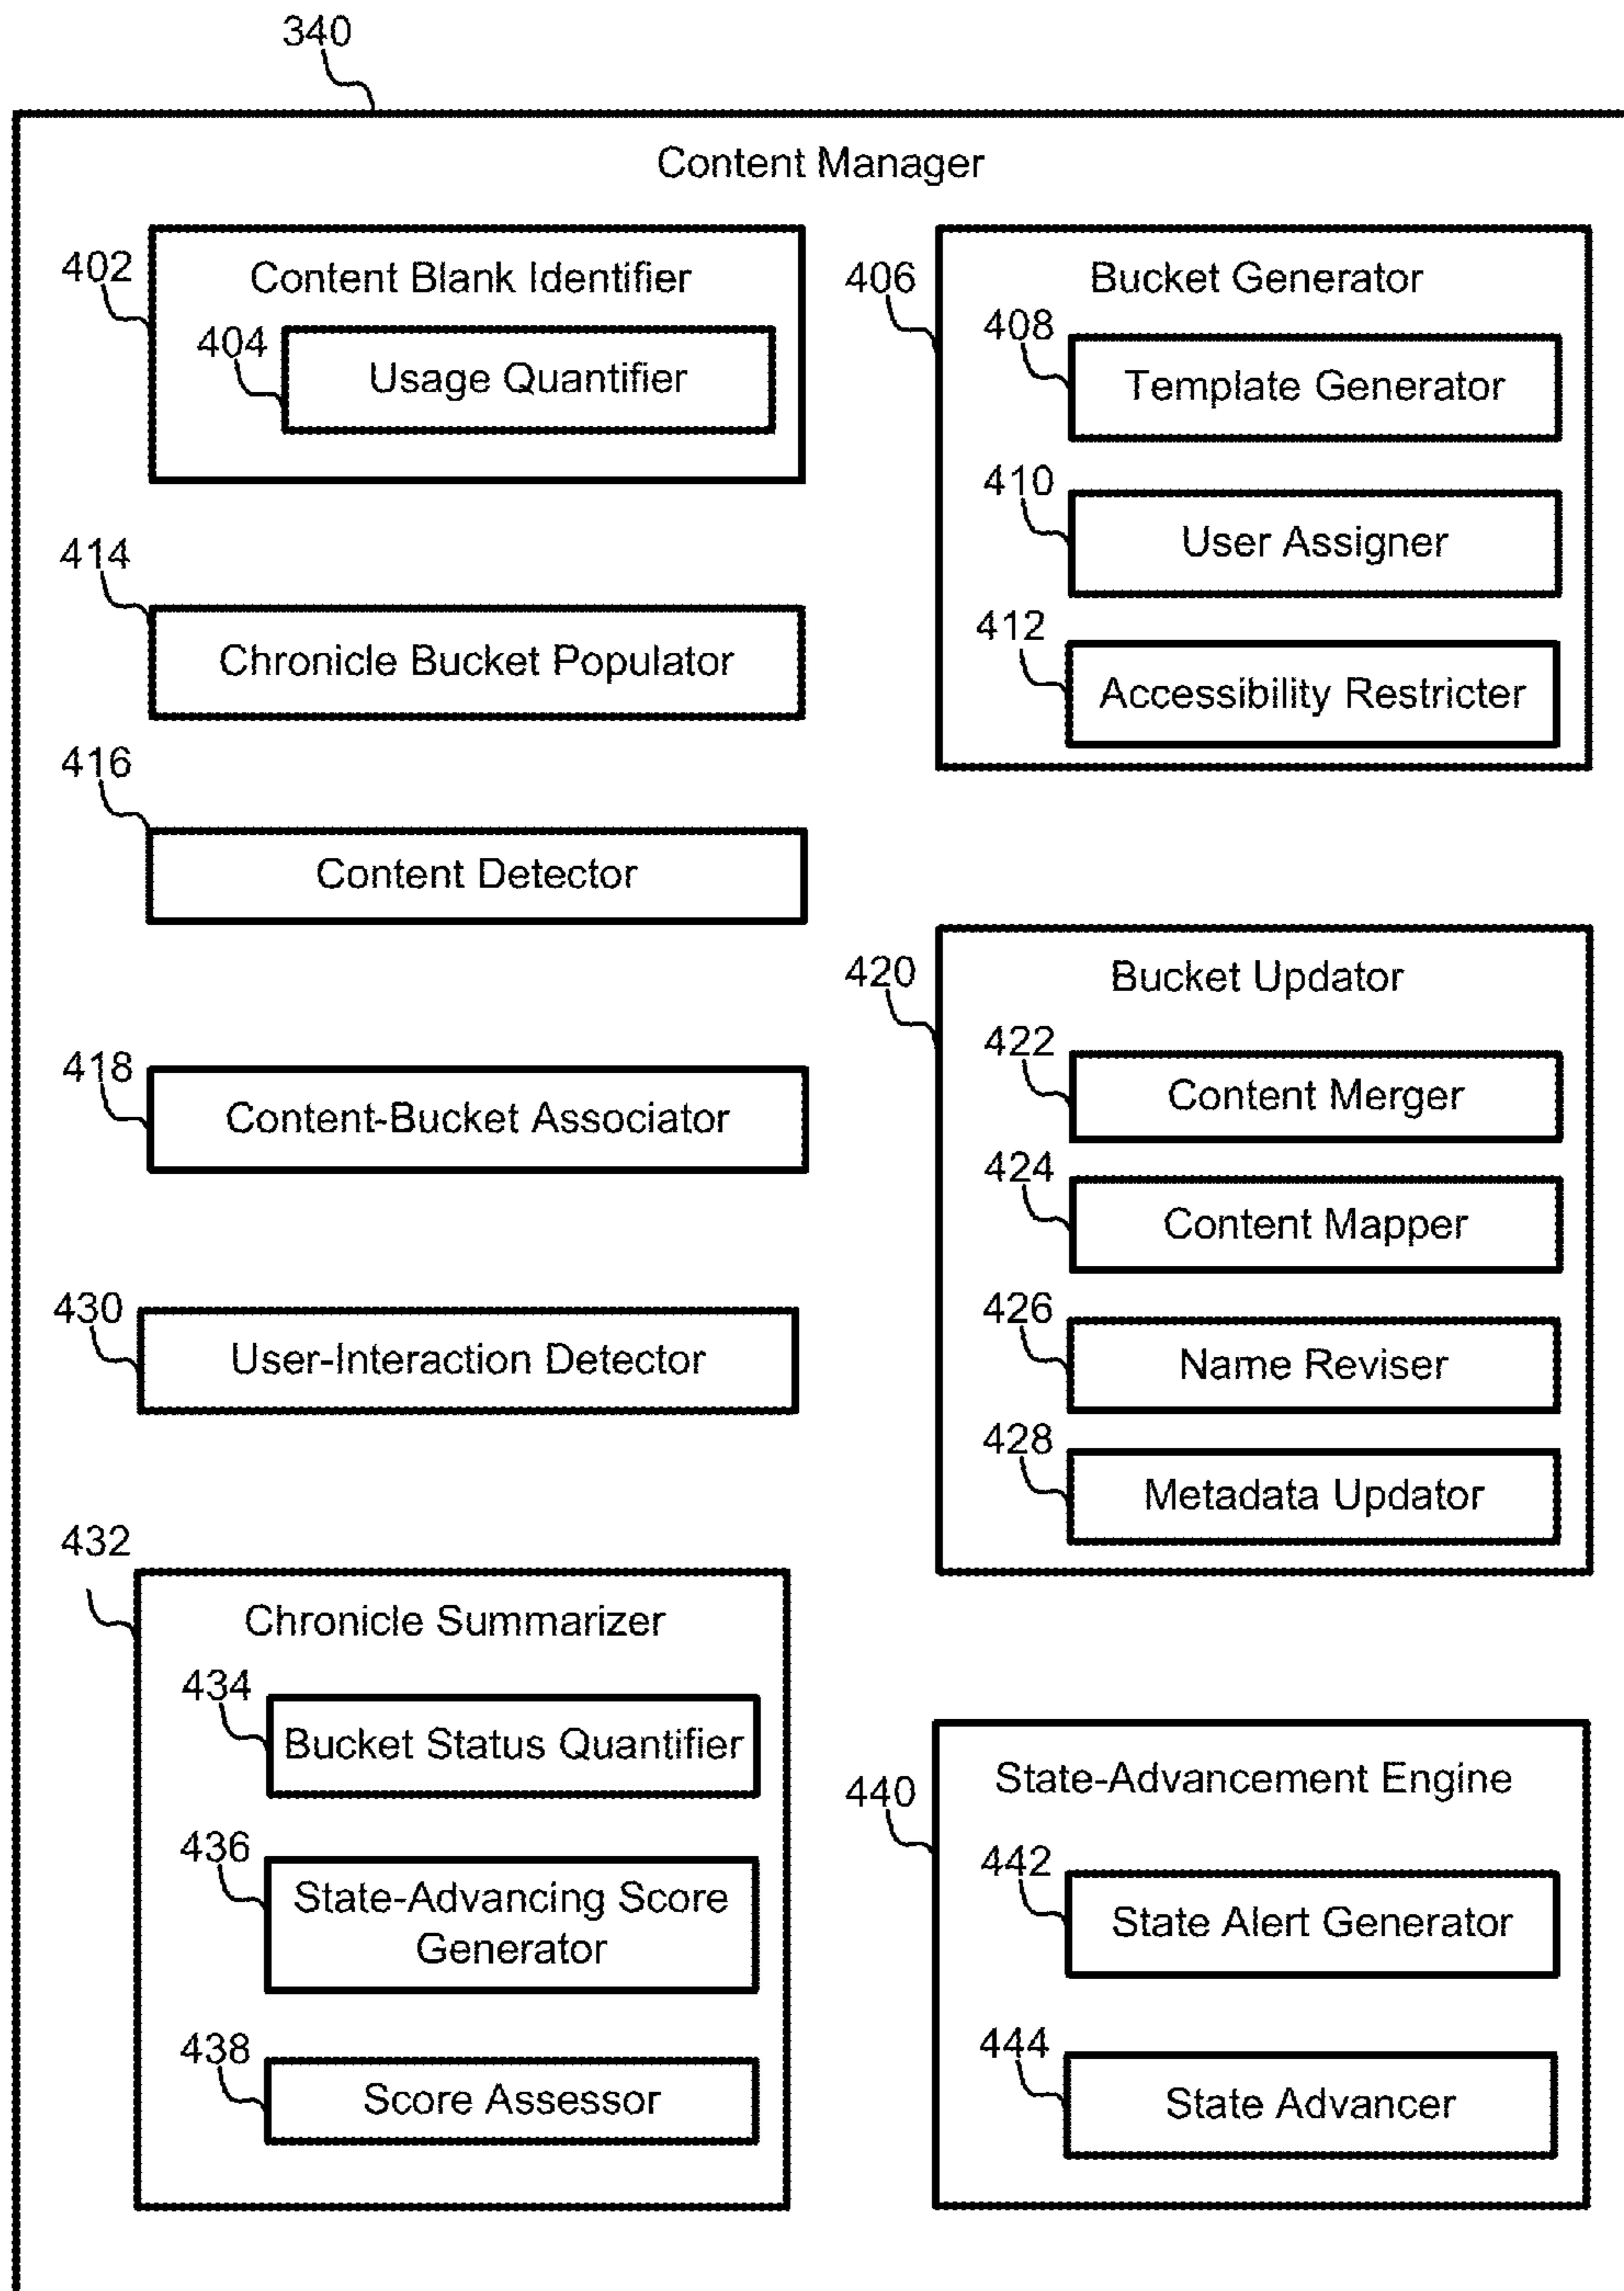 340
Content Manager
402
Content Blank Identifier
404
Usage Quantifier
406
Bucket Generator
408
Template Generator
410
User Assigner
412
Accessibility Restricter
414
Chronicle Bucket Populator
416
Content Detector
418
Content-Bucket Associator
420
Bucket Updator
422
Content Merger
424
Content Mapper
426
Name Reviser
428
Metadata Updator
430
User-Interaction Detector
432
Chronicle Summarizer
434
Bucket Status Quantifier
436
State-Advancing Score
Generator
438
Score Assessor
440
State-Advancement Engine
442
State Alert Generator
444
State Advancer